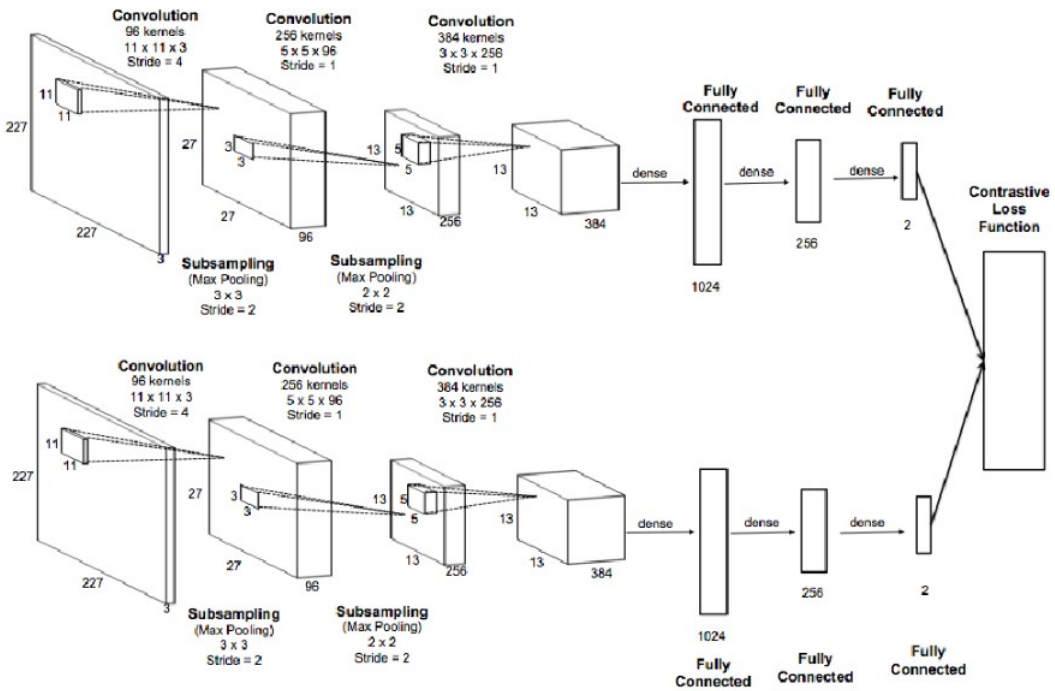 Convolution
96 kernels
11 x 11 x 3
Stride = 4
Convolution
256 kernels
5 x 5 x 96
Stride = 1
Convolution
384 kernels
3 x 3 x 256
Stride = 1
11
11
227
227
3
27
3
3
27
96
13
5
5
13
256
13
13
384
Subsampling
(Max Pooling)
3 x 3
Stride = 2
Subsampling
(Max Pooling)
2 x 2
Stride = 2
dense
Fully
Connected
1024
dense
Fully
Connected
256
dense
Fully
Connected
2
Contrastive
Loss
Function
Convolution
96 kernels
11 x 11 x 3
Stride = 4
Convolution
256 kernels
5 x 5 x 96
Stride = 1
Convolution
384 kernels
3 x 3 x 256
Stride = 1
11
11
227
227
3
27
3
3
27
96
13
5
5
13
256
13
13
384
Subsampling
(Max Pooling)
3 x 3
Stride = 2
Subsampling
(Max Pooling)
2 x 2
Stride = 2
dense
1024
Fully
Connected
dense
256
Fully
Connected
dense
2
Fully
Connected